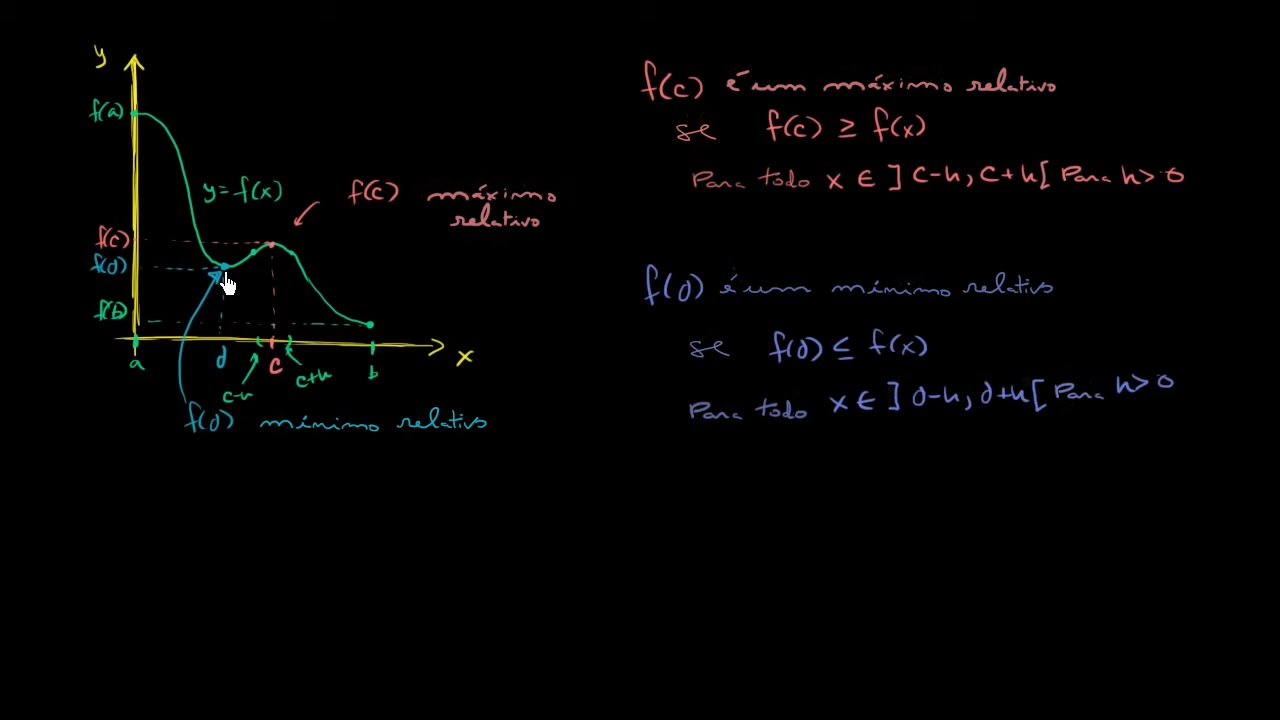 y
f(a)
y=f(x)
f(c) máximo
relativo
f(c)
f(d)
f(b)
a
d
c
b
x
c-h
c+h
f(d) mínimo relativo
f(c) é um máximo relativo
se f(c) ≥ f(x)
Para todo x ∈ ] c-h, c+h [ Para h>0
f(d) é um mínimo relativo
se f(d) ≤ f(x)
Para todo x ∈ ] d-h, d+h [ Para h>0